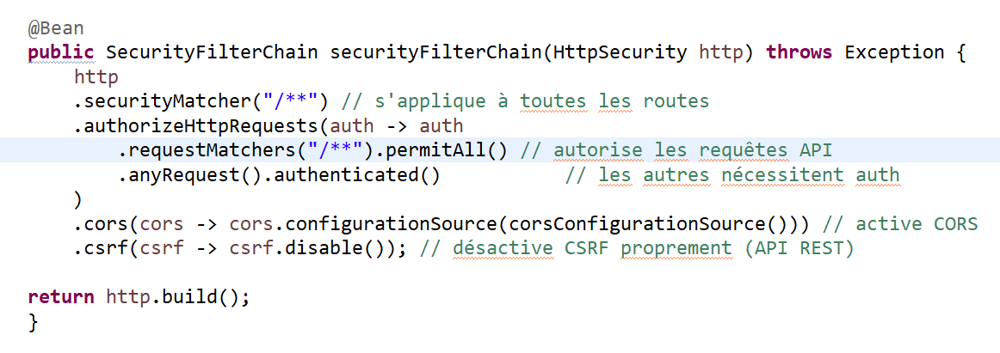 @Bean
public SecurityFilterChain securityFilterChain(HttpSecurity http) throws Exception {
http
.securityMatcher("/**") // s'applique à toutes les routes
.authorizeHttpRequests(auth -> auth
.requestMatchers("/**").permitAll() // autorise les requêtes API
.anyRequest().authenticated() // les autres nécessitent auth
)
.cors(cors -> cors.configurationSource(corsConfigurationSource())) // active CORS
.csrf(csrf -> csrf.disable()); // désactive CSRF proprement (API REST)
return http.build();
}